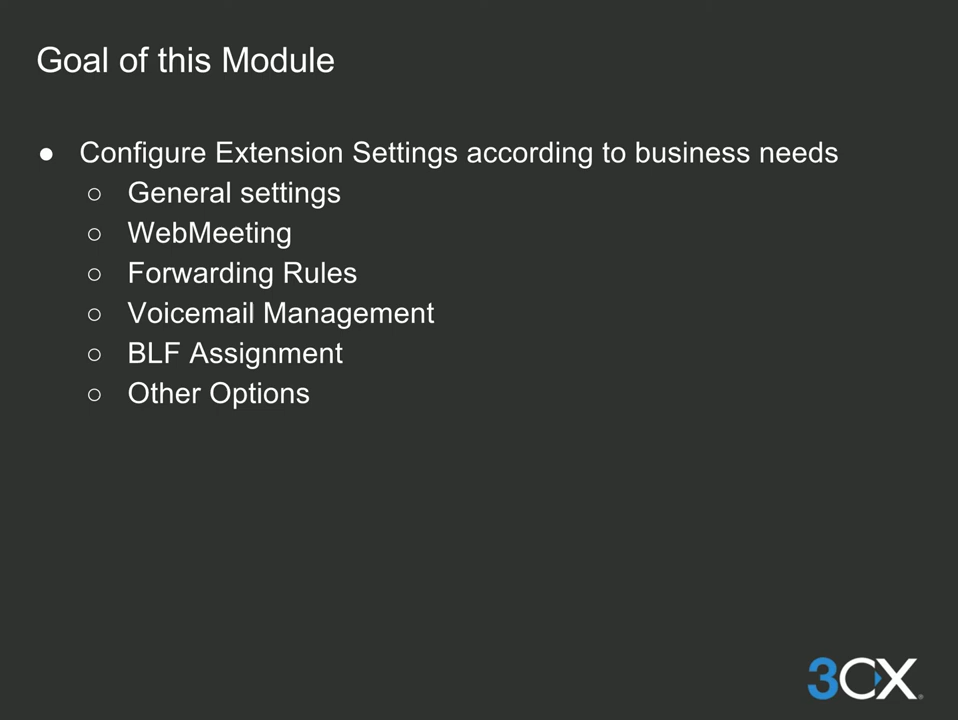 Goal of this Module
● Configure Extension Settings according to business needs
○ General settings
○ WebMeeting
○ Forwarding Rules
○ Voicemail Management
○ BLF Assignment
○ Other Options
3CX®